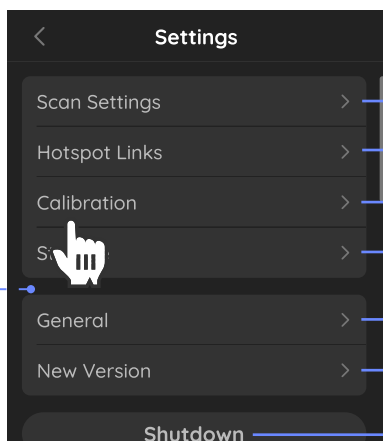 Settings
Scan Settings
Hotspot Links
Calibration
General
New Version
Shutdown